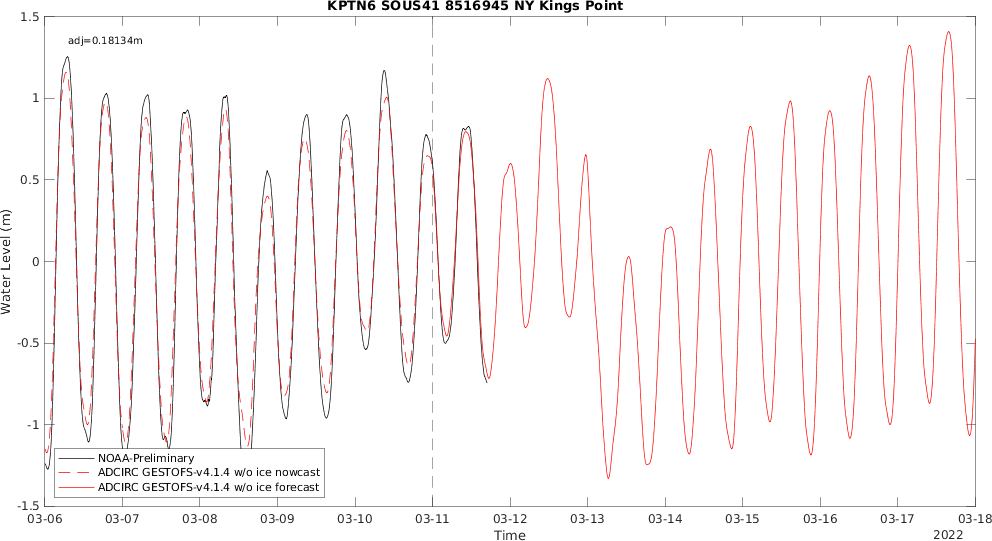 KPTN6 SOUS41 8516945 NY Kings Point
adj=0.18134m
Water Level (m)
1.5
1
0.5
0
-0.5
-1
-1.5
NOAA-Preliminary
ADCIRC GESTOFS-v4.1.4 w/o ice nowcast
ADCIRC GESTOFS-v4.1.4 w/o ice forecast
03-06 03-07 03-08 03-09 03-10 03-11 03-12 03-13 03-14 03-15 03-16 03-17 03-18
Time
2022